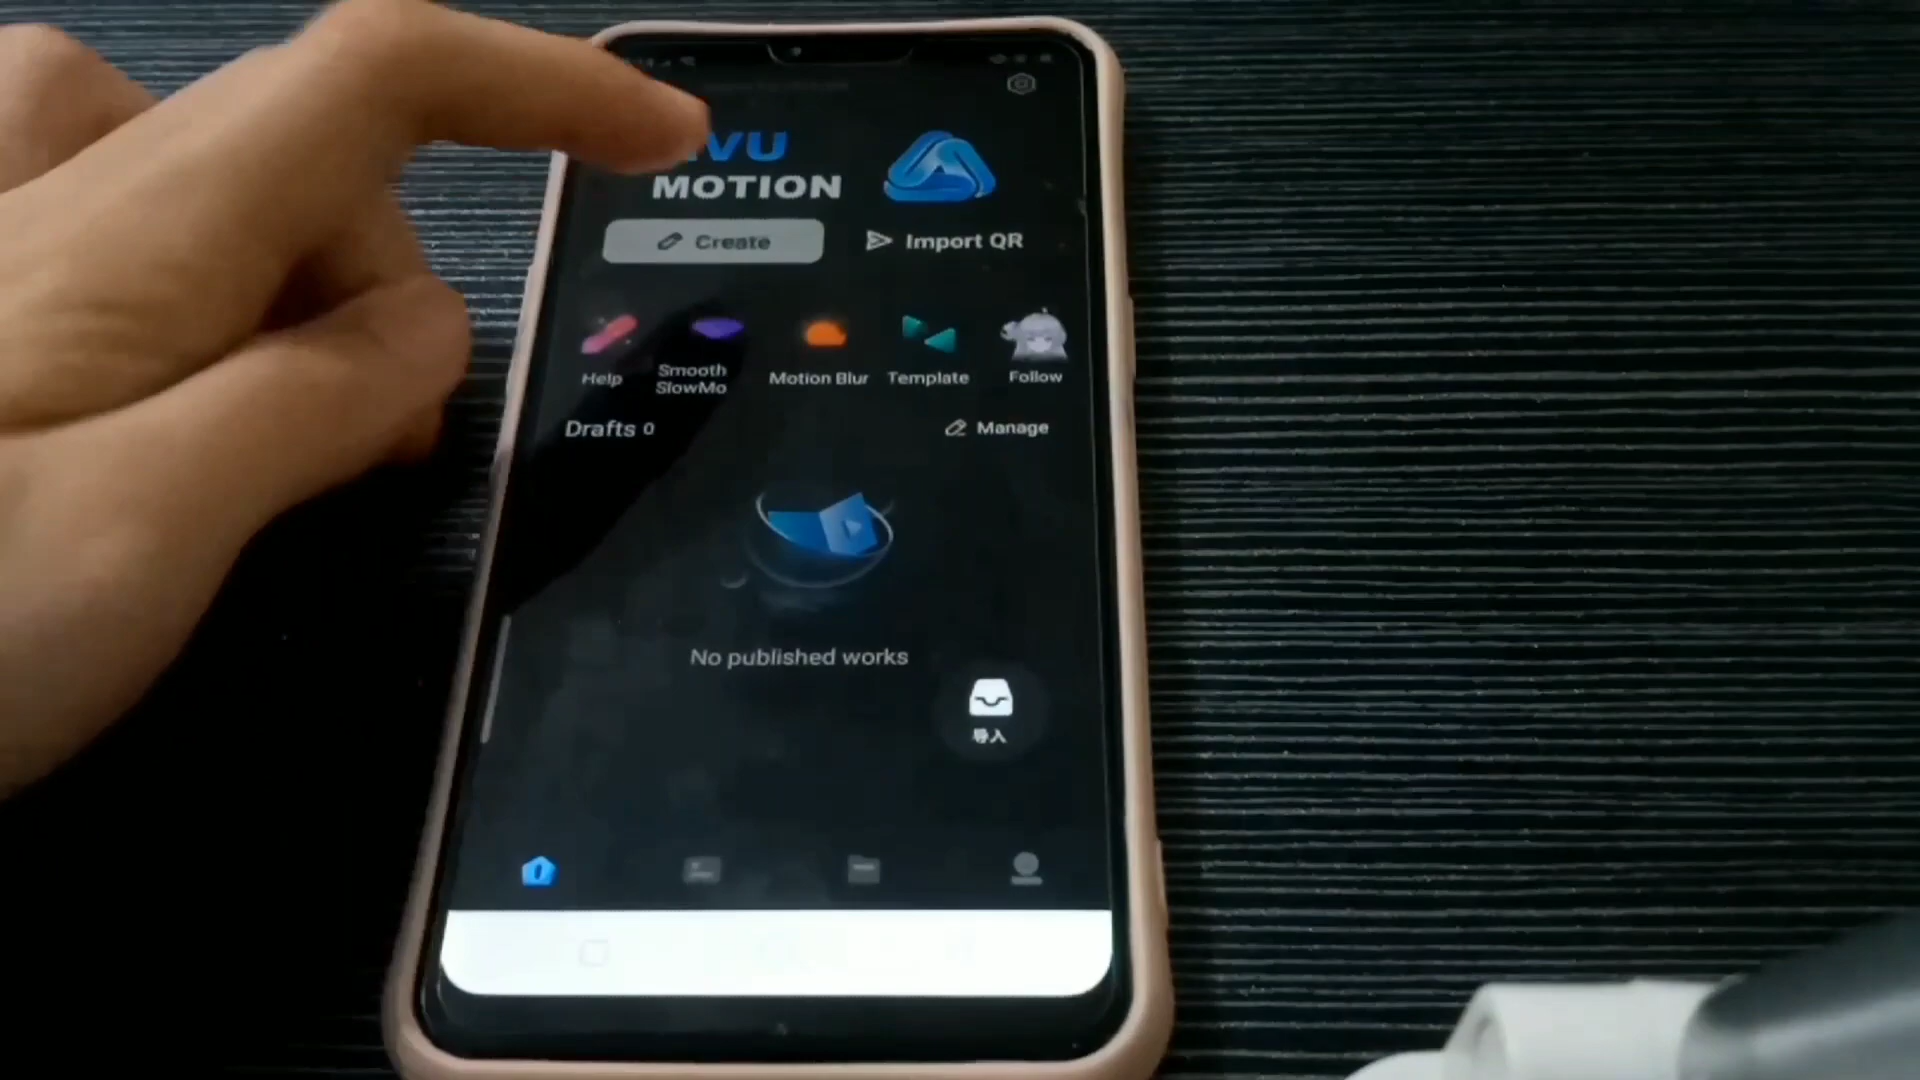 VU
MOTION
Create
Import QR
Help
Smooth
SlowMo
Motion Blur
Template
Follow
Drafts 0
Manage
No published works
导入